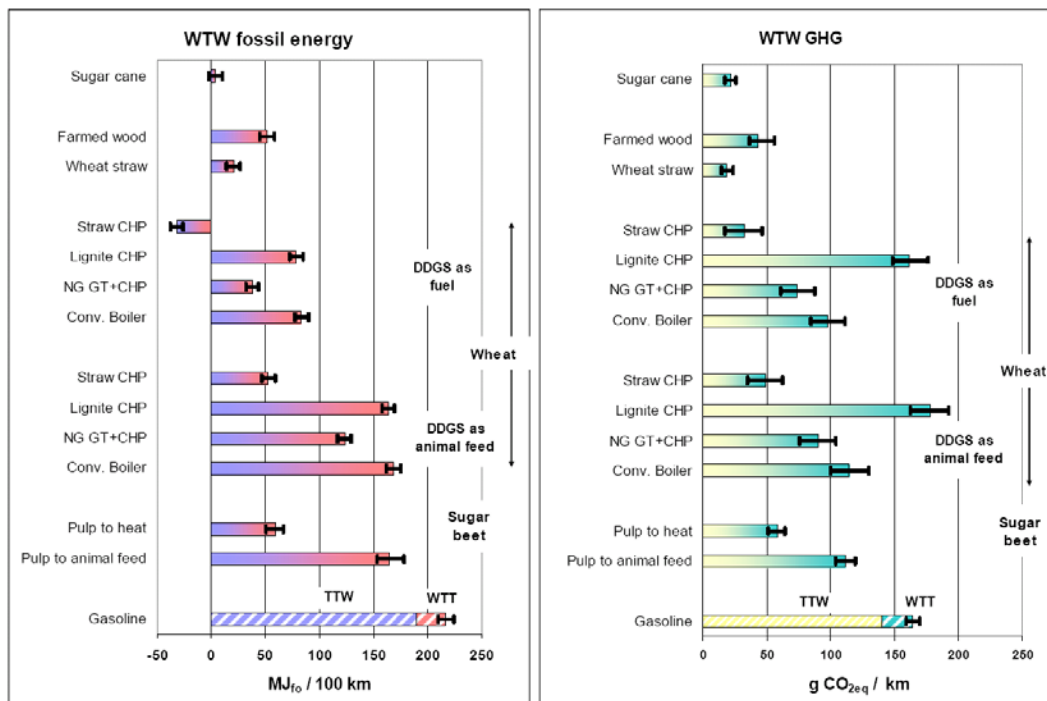 WTW fossil energy
Sugar cane
Farmed wood
Wheat straw
Straw CHP
Lignite CHP
NG GT+CHP
Conv. Boiler
DDGS as
fuel
Wheat
Straw CHP
Lignite CHP
NG GT+CHP
Conv. Boiler
DDGS as
animal feed
Pulp to heat
Pulp to animal feed
Sugar
beet
TTW
WTT
Gasoline
-50 0 50 100 150 200 250
MJfo / 100 km
WTW GHG
Sugar cane
Farmed wood
Wheat straw
Straw CHP
Lignite CHP
NG GT+CHP
Conv. Boiler
DDGS as
fuel
Wheat
Straw CHP
Lignite CHP
NG GT+CHP
Conv. Boiler
DDGS as
animal feed
Pulp to heat
Pulp to animal feed
Sugar
beet
TTW
WTT
Gasoline
0 50 100 150 200 250
g CO2eq / km